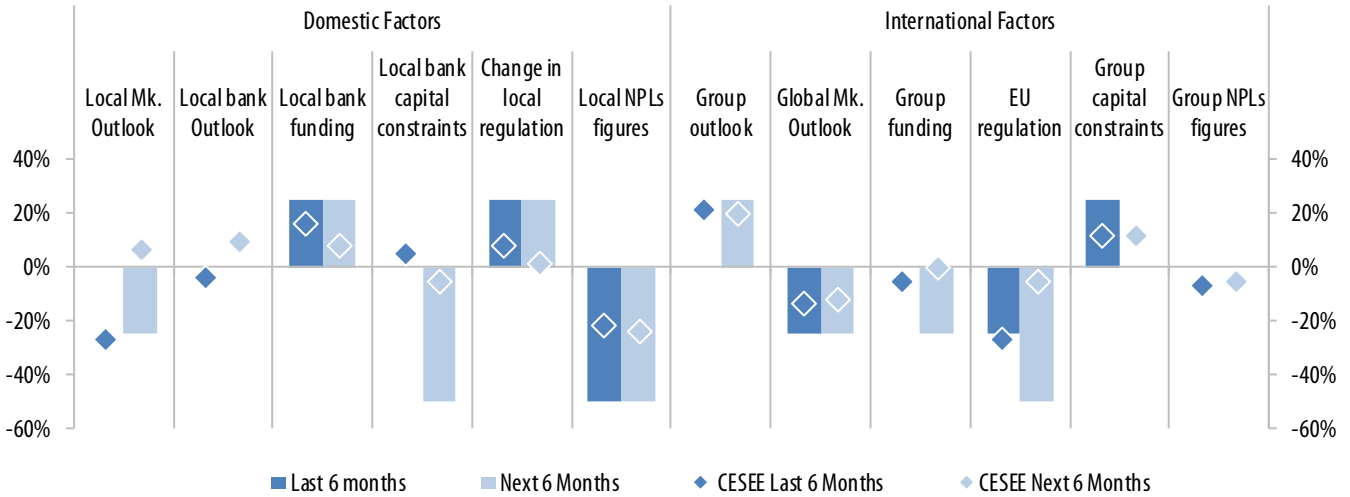 Domestic Factors
International Factors
Local Mk.
Outlook
Local bank
Outlook
Local bank
funding
Local bank
capital
constraints
Change in
local
regulation
Local NPLs
figures
Group
outlook
Global Mk.
Outlook
Group
funding
EU
regulation
Group
capital
constraints
Group NPLs
figures
40%
20%
0%
-20%
-40%
-60%
40%
20%
0%
-20%
-40%
-60%
Last 6 months
Next 6 Months
CESEE Last 6 Months
CESEE Next 6 Months